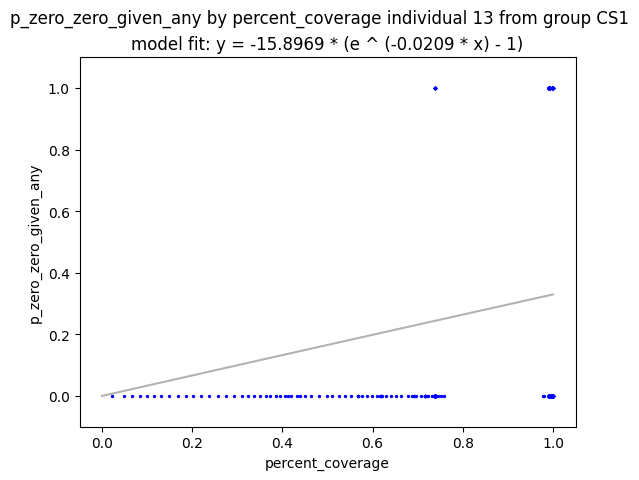 p_zero_zero_given_any by percent_coverage individual 13 from group CS1
model fit: y = -15.8969 * (e ^ (-0.0209 * x) - 1)
p_zero_zero_given_any
1.0
0.8
0.6
0.4
0.2
0.0
0.0 0.2 0.4 0.6 0.8 1.0
percent_coverage